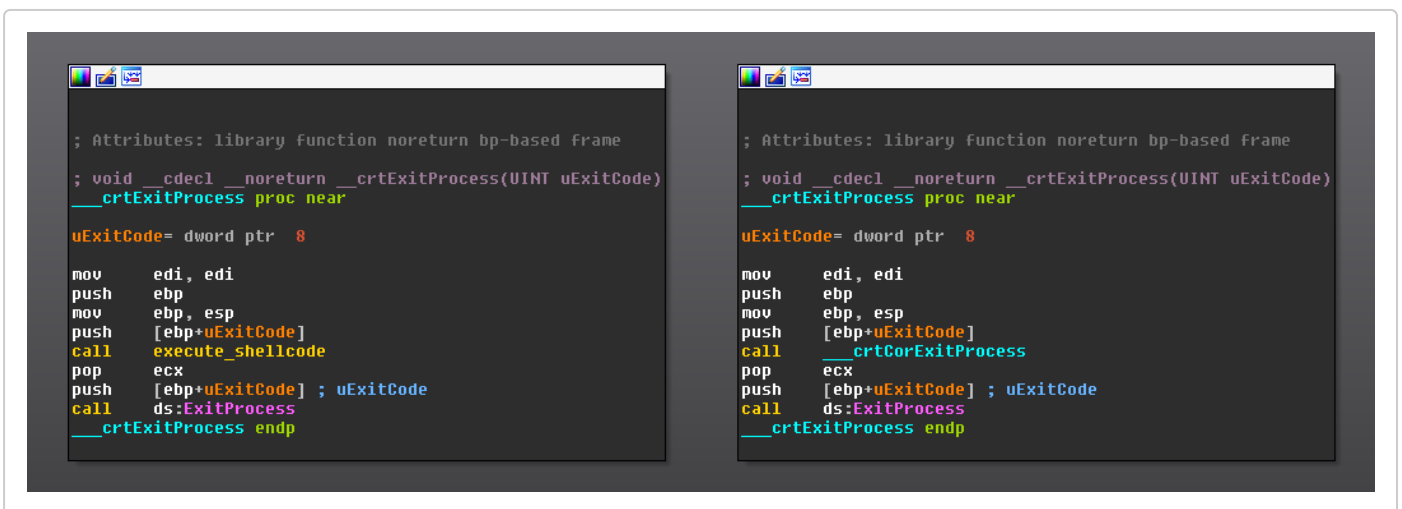 ; Attributes: library function noreturn bp-based frame
; void __cdecl __noreturn __crtExitProcess(UINT uExitCode)
___crtExitProcess proc near
uExitCode= dword ptr  8
mov     edi, edi
push    ebp
mov     ebp, esp
push    [ebp+uExitCode]
call    execute_shellcode
pop     ecx
push    [ebp+uExitCode] ; uExitCode
call    ds:ExitProcess
___crtExitProcess endp
; Attributes: library function noreturn bp-based frame
; void __cdecl __noreturn __crtExitProcess(UINT uExitCode)
___crtExitProcess proc near
uExitCode= dword ptr  8
mov     edi, edi
push    ebp
mov     ebp, esp
push    [ebp+uExitCode]
call    ___crtCorExitProcess
pop     ecx
push    [ebp+uExitCode] ; uExitCode
call    ds:ExitProcess
___crtExitProcess endp